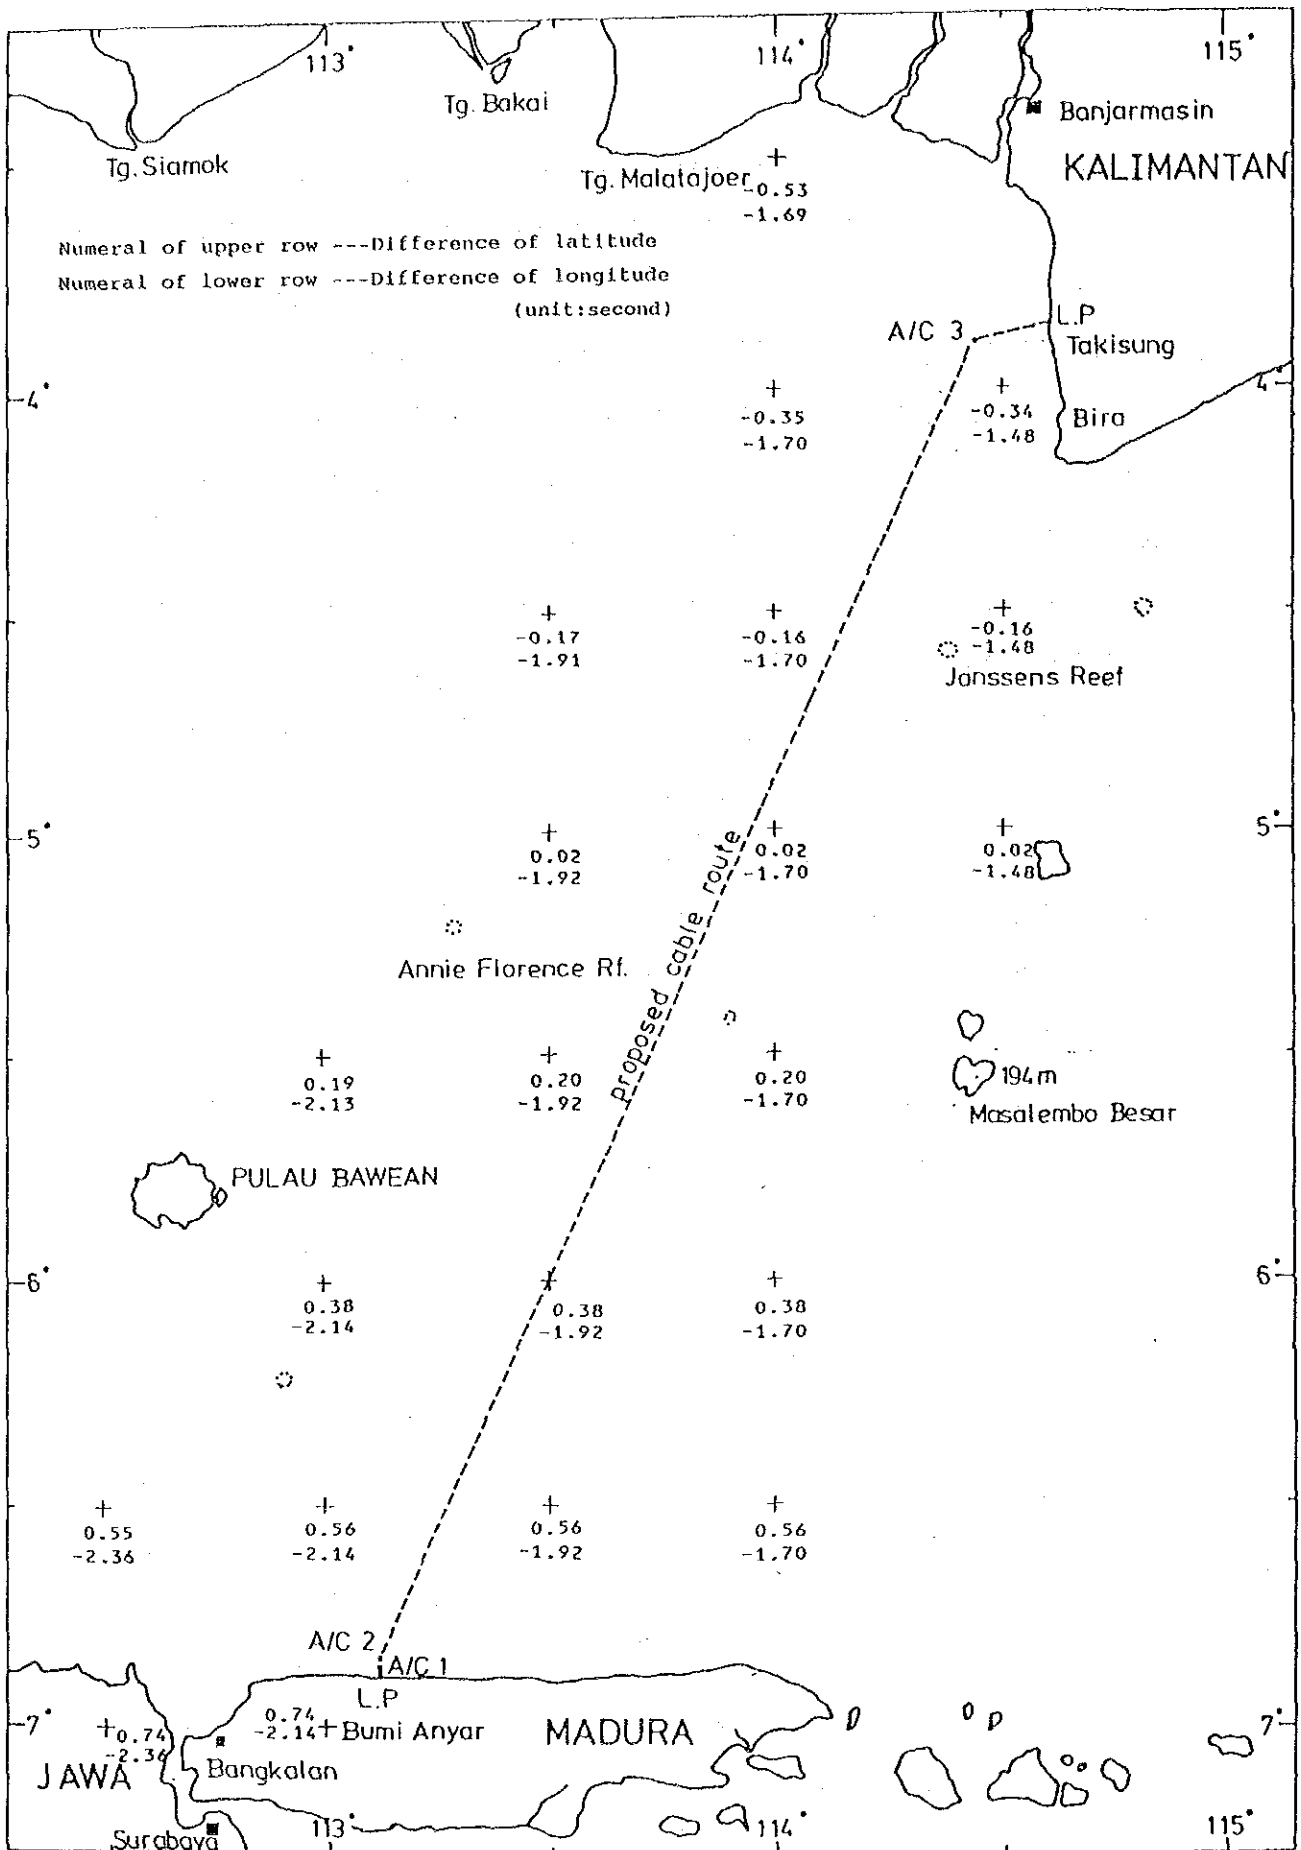 113°
114°
115°
Tg. Bakai
Banjarmasin
Tg. Siamok
Tg. Malatajoer
KALIMANTAN
-0.53
-1.69
Numeral of upper row ---Difference of latitude
Numeral of lower row ---Difference of longitude
(unit:second)
A/C 3
L.P
Takisung
4°
4°
-0.35
-1.70
-0.34
-1.48
Bira
-0.17
-1.91
-0.16
-1.70
-0.16
-1.48
Janssens Reef
5°
5°
0.02
-1.92
0.02
-1.70
0.02
-1.48
proposed cable route
Annie Florence Rf.
0.19
-2.13
0.20
-1.92
0.20
-1.70
194m
Masalembo Besar
PULAU BAWEAN
6°
6°
0.38
-2.14
0.38
-1.92
0.38
-1.70
0.55
-2.36
0.56
-2.14
0.56
-1.92
0.56
-1.70
A/C 2
A/C 1
L.P
Bumi Anyar
7°
7°
0.74
-2.36
0.74
-2.14
MADURA
JAWA
Bangkalan
Surabaya
113°
114°
115°